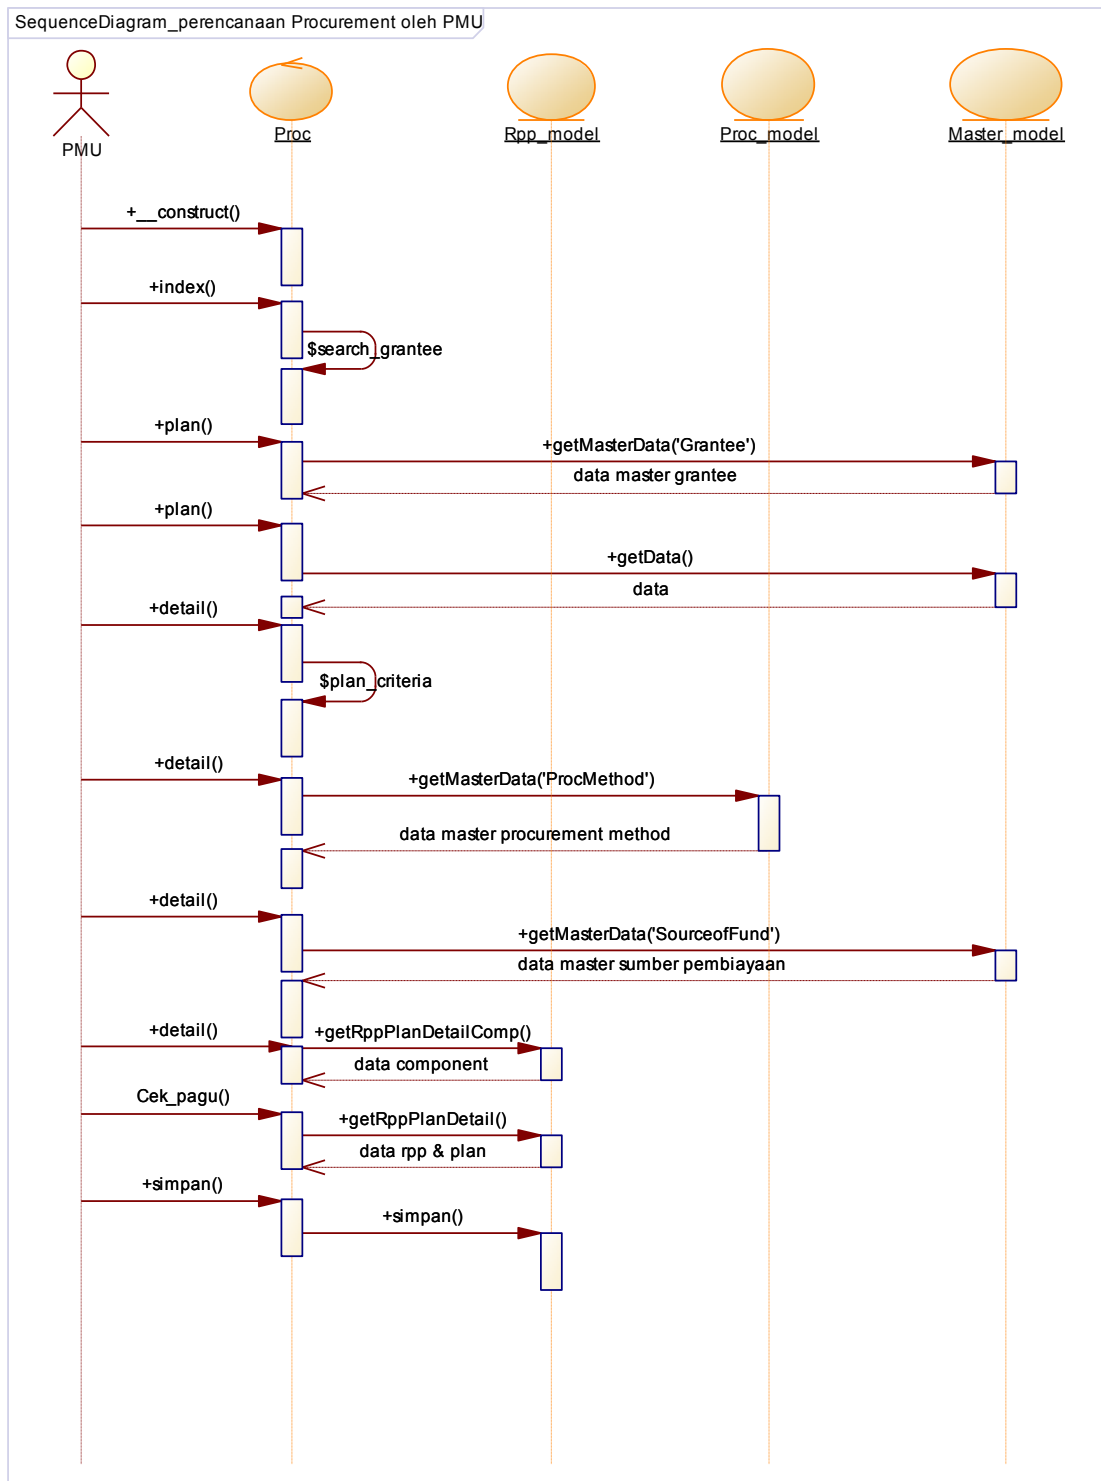 SequenceDiagram_perencanaan Procurement oleh PMU
PMU
Proc
Rpp_model
Proc_model
Master_model
+__construct()
+index()
$search_grantee
+plan()
+getMasterData('Grantee')
data master grantee
+plan()
+getData()
data
+detail()
$plan_criteria
+detail()
+getMasterData('ProcMethod')
data master procurement method
+detail()
+getMasterData('SourceofFund')
data master sumber pembiayaan
+detail()
+getRppPlanDetailComp()
data component
Cek_pagu()
+getRppPlanDetail()
data rpp & plan
+simpan()
+simpan()